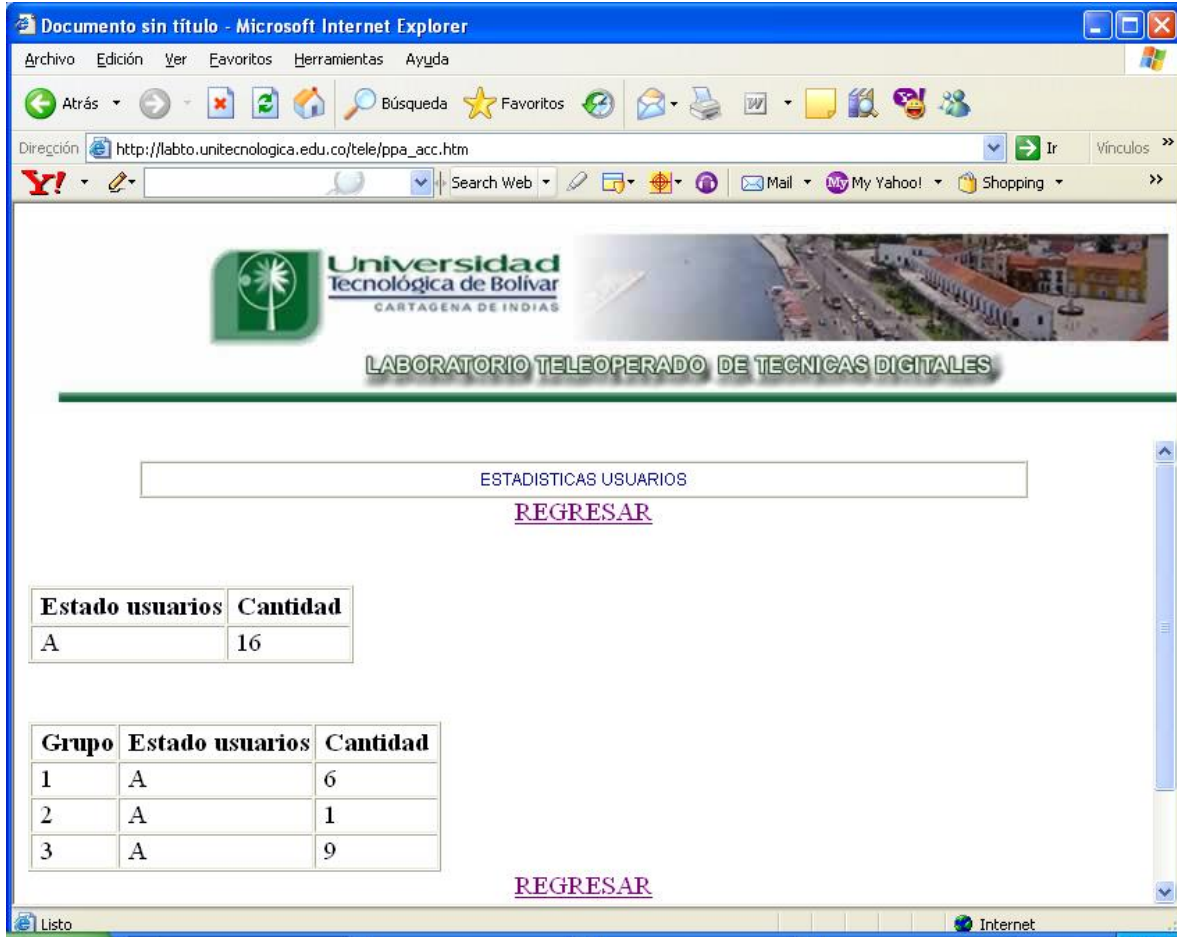 Documento sin título - Microsoft Internet Explorer
Archivo Edición Ver Favoritos Herramientas Ayuda
Atrás Búsqueda Favoritos
Dirección http://labto.unitecnologica.edu.co/tele/ppa_acc.htm Ir Vínculos »
Y! Search Web Mail My My Yahoo! Shopping »
Universidad
Tecnológica de Bolívar
CARTAGENA DE INDIAS
LABORATORIO TELEOPERADO DE TECNICAS DIGITALES
ESTADISTICAS USUARIOS
REGRESAR
Estado usuarios Cantidad
A 16
Grupo Estado usuarios Cantidad
1 A 6
2 A 1
3 A 9
REGRESAR
Listo Internet